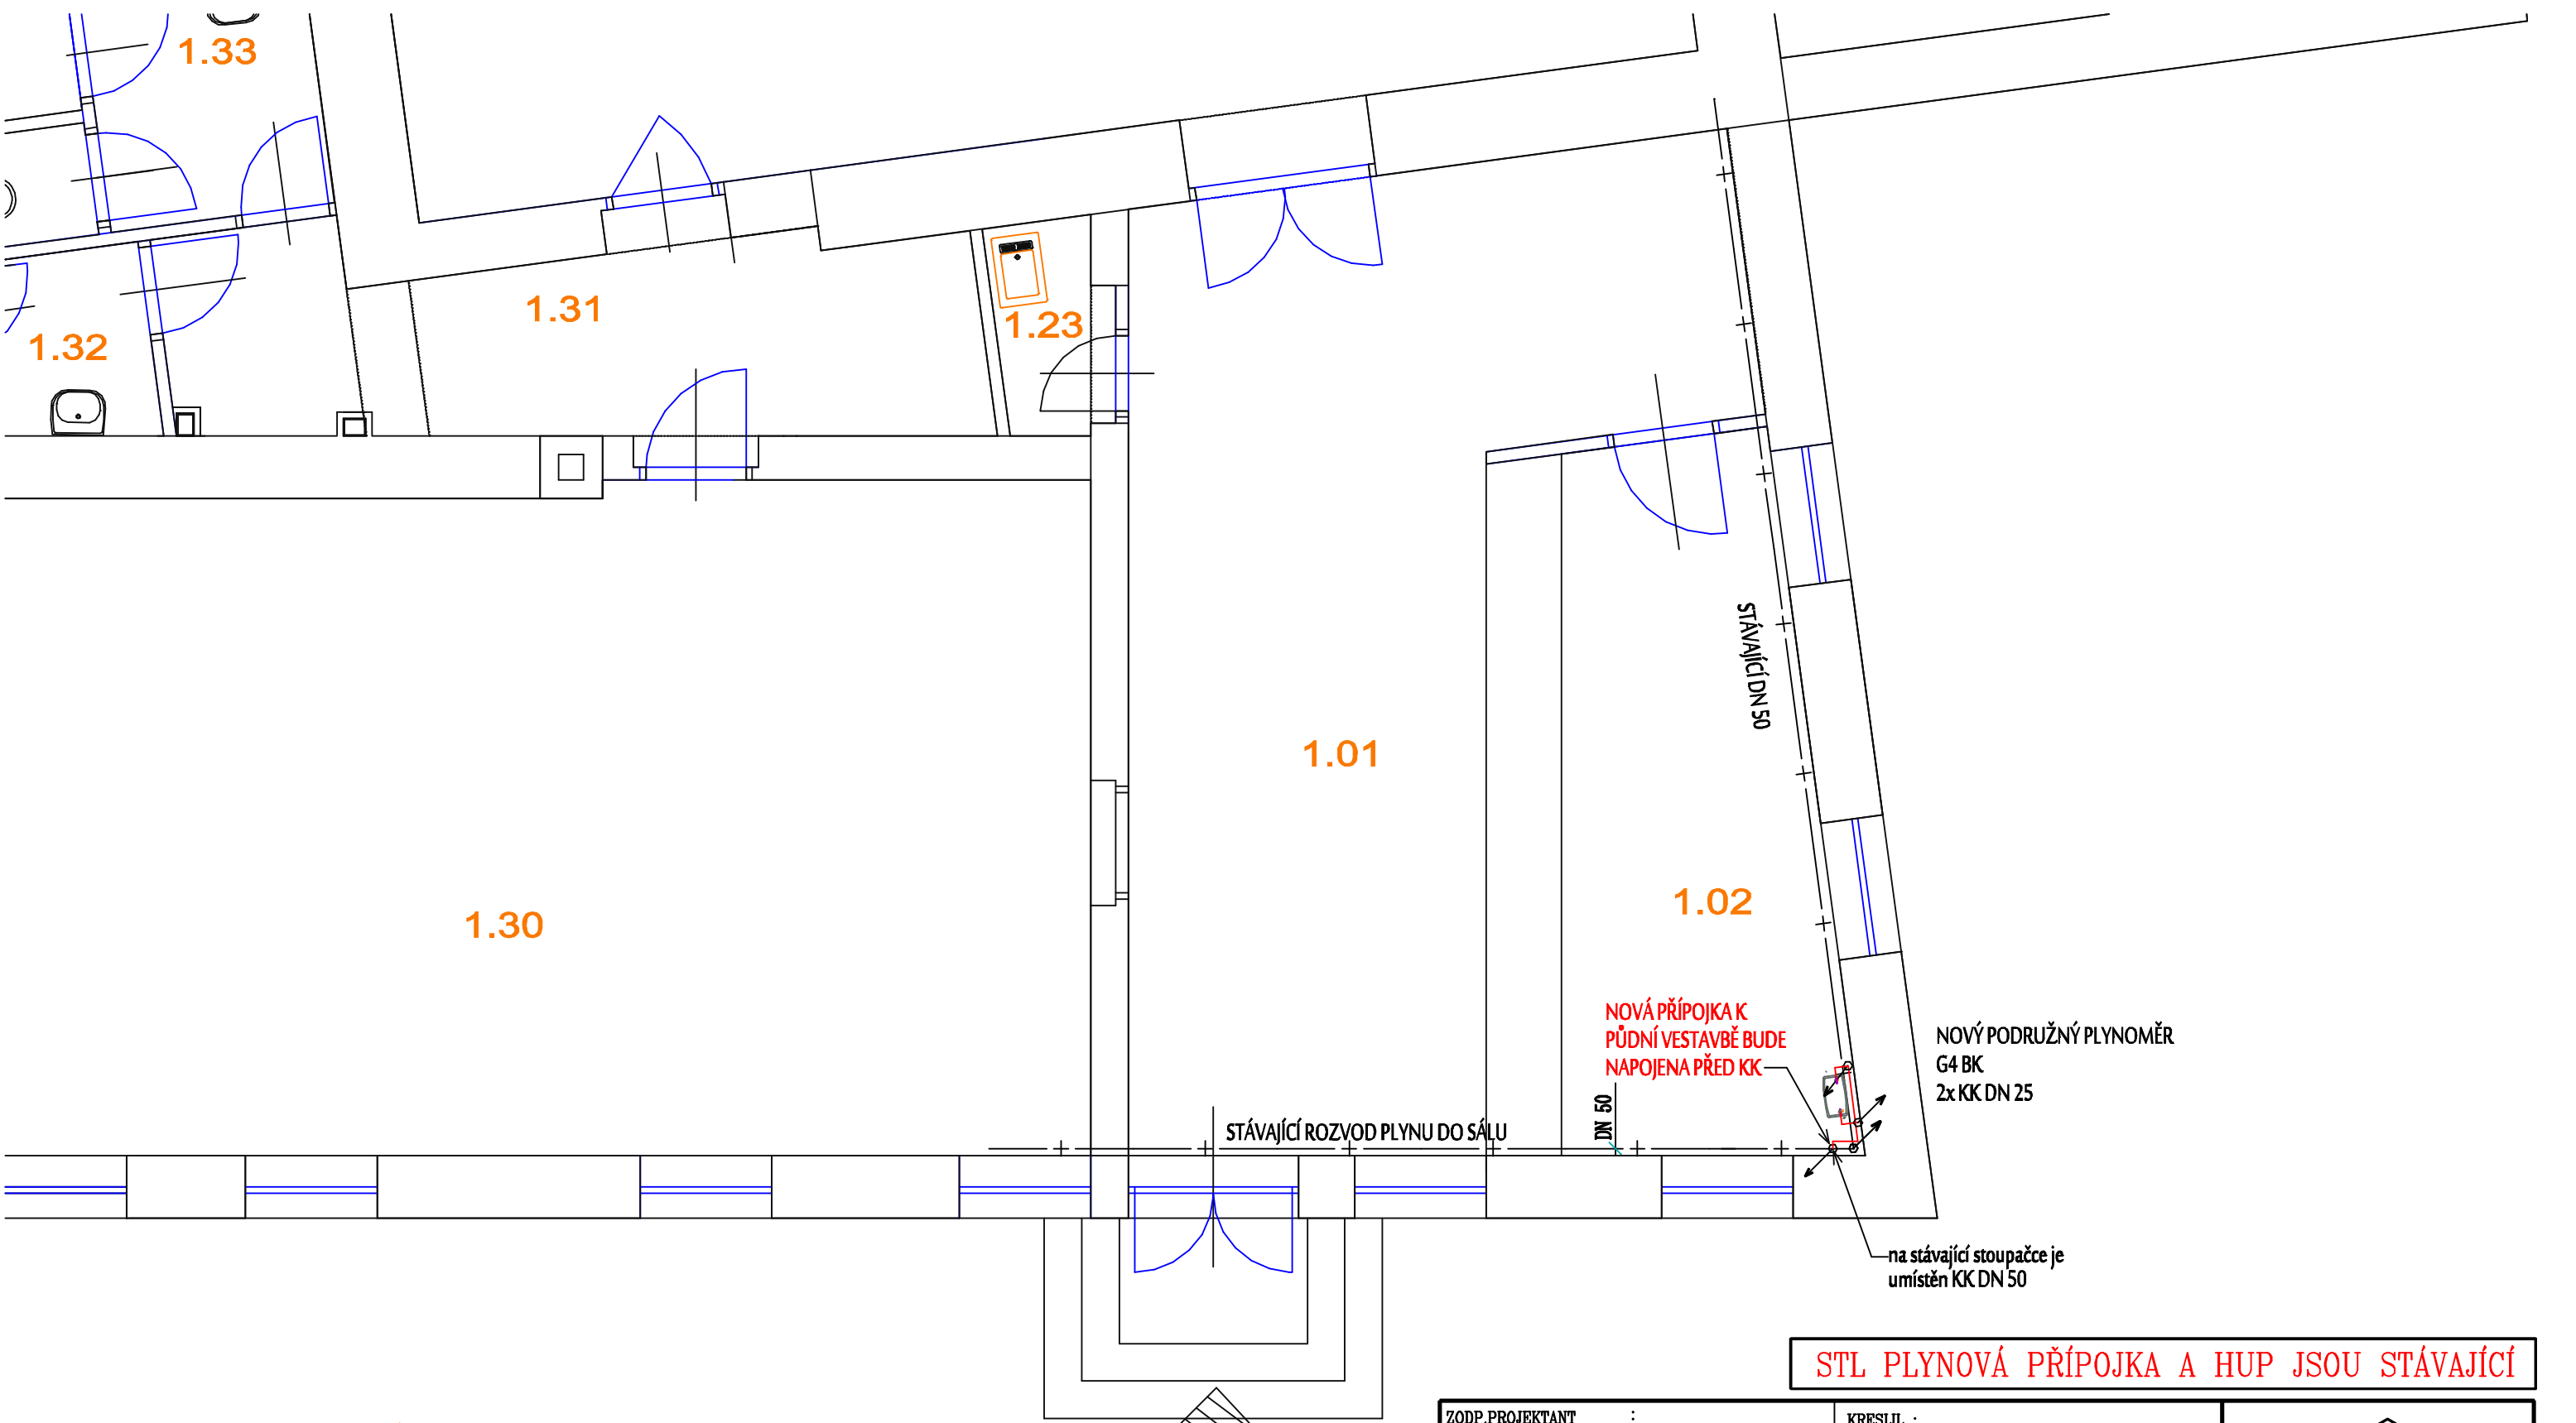 1.33
1.31
1.23
1.32
STÁVAJÍCÍ DN 50
1.01
1.02
1.30
NOVÁ PŘÍPOJKA K
PŮDNÍ VESTAVBĚ BUDE
NAPOJENA PŘED KK
NOVÝ PODRUŽNÝ PLYNOMĚR
G4 BK
2x KK DN 25
DN 50
STÁVAJÍCÍ ROZVOD PLYNU DO SÁLU
na stávající stoupačce je
umístěn KK DN 50
STL PLYNOVÁ PŘÍPOJKA A HUP JSOU STÁVAJÍCÍ
ZODP.PROJEKTANT :
KRESLIL :